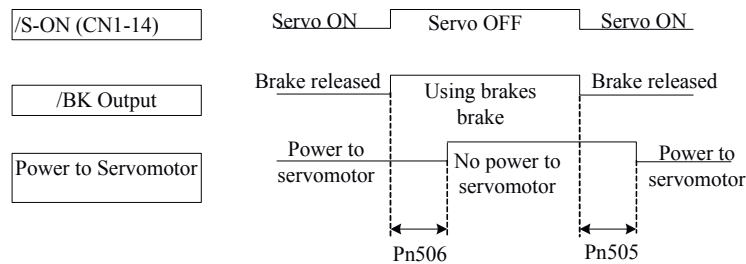 /S-ON (CN1-14)
Servo ON
Servo OFF
Servo ON
/BK Output
Brake released
Using brakes
brake
Brake released
Power to Servomotor
Power to
servomotor
No power to
servomotor
Power to
servomotor
Pn506
Pn505